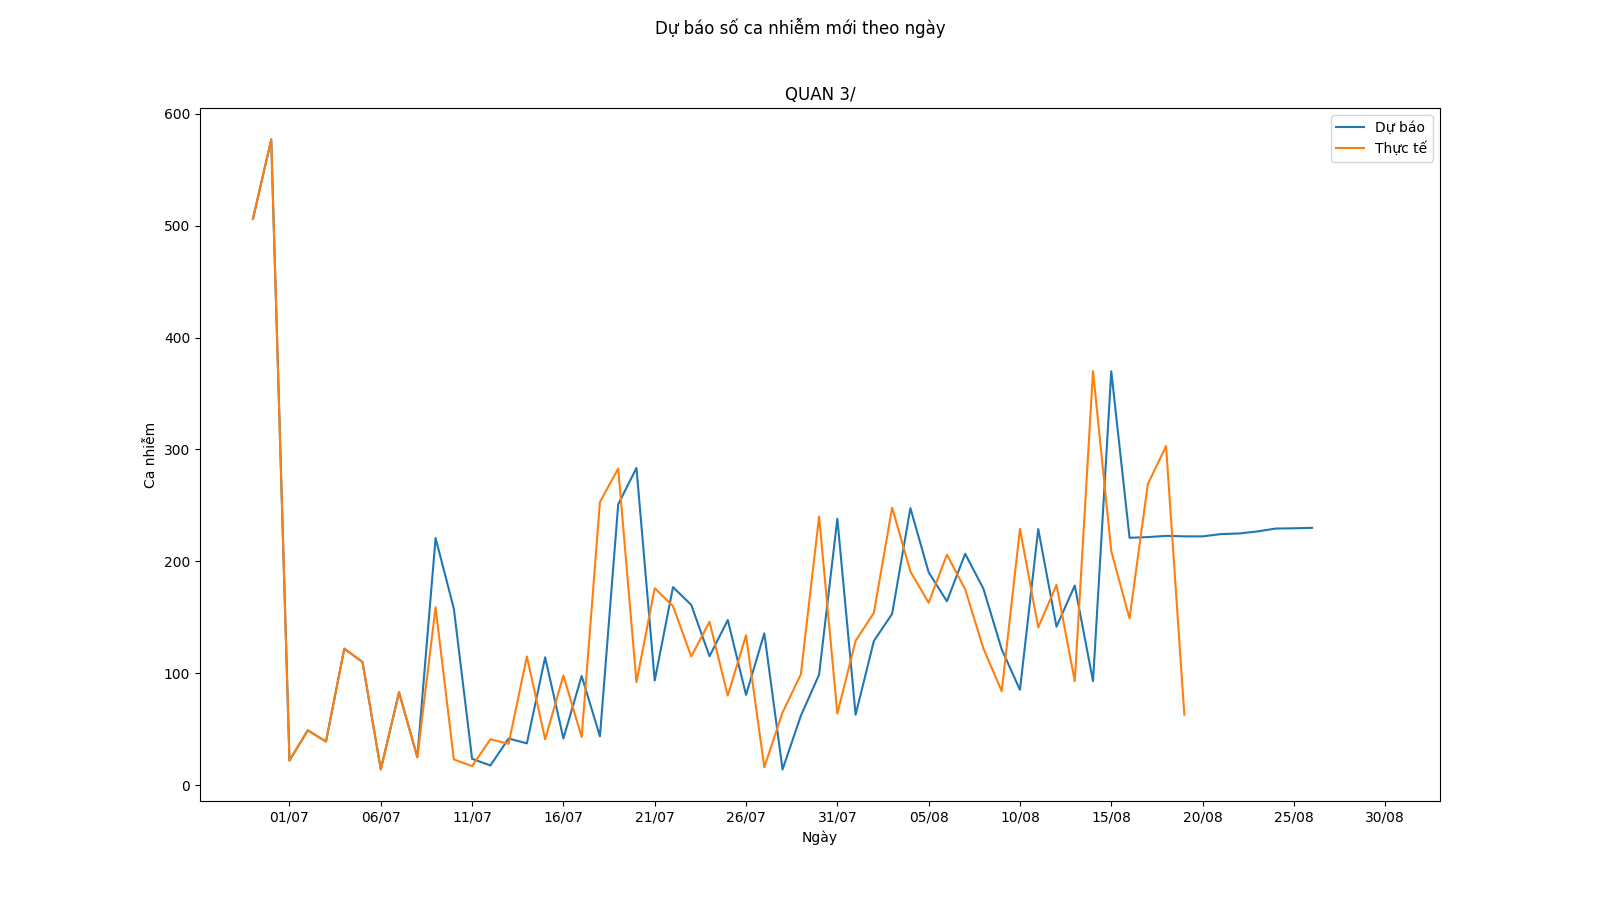 Dự báo số ca nhiễm mới theo ngày
QUAN 3/
Dự báo
Thực tế
600
500
400
300
200
100
0
Ca nhiễm
01/07 06/07 11/07 16/07 21/07 26/07 31/07 05/08 10/08 15/08 20/08 25/08 30/08
Ngày